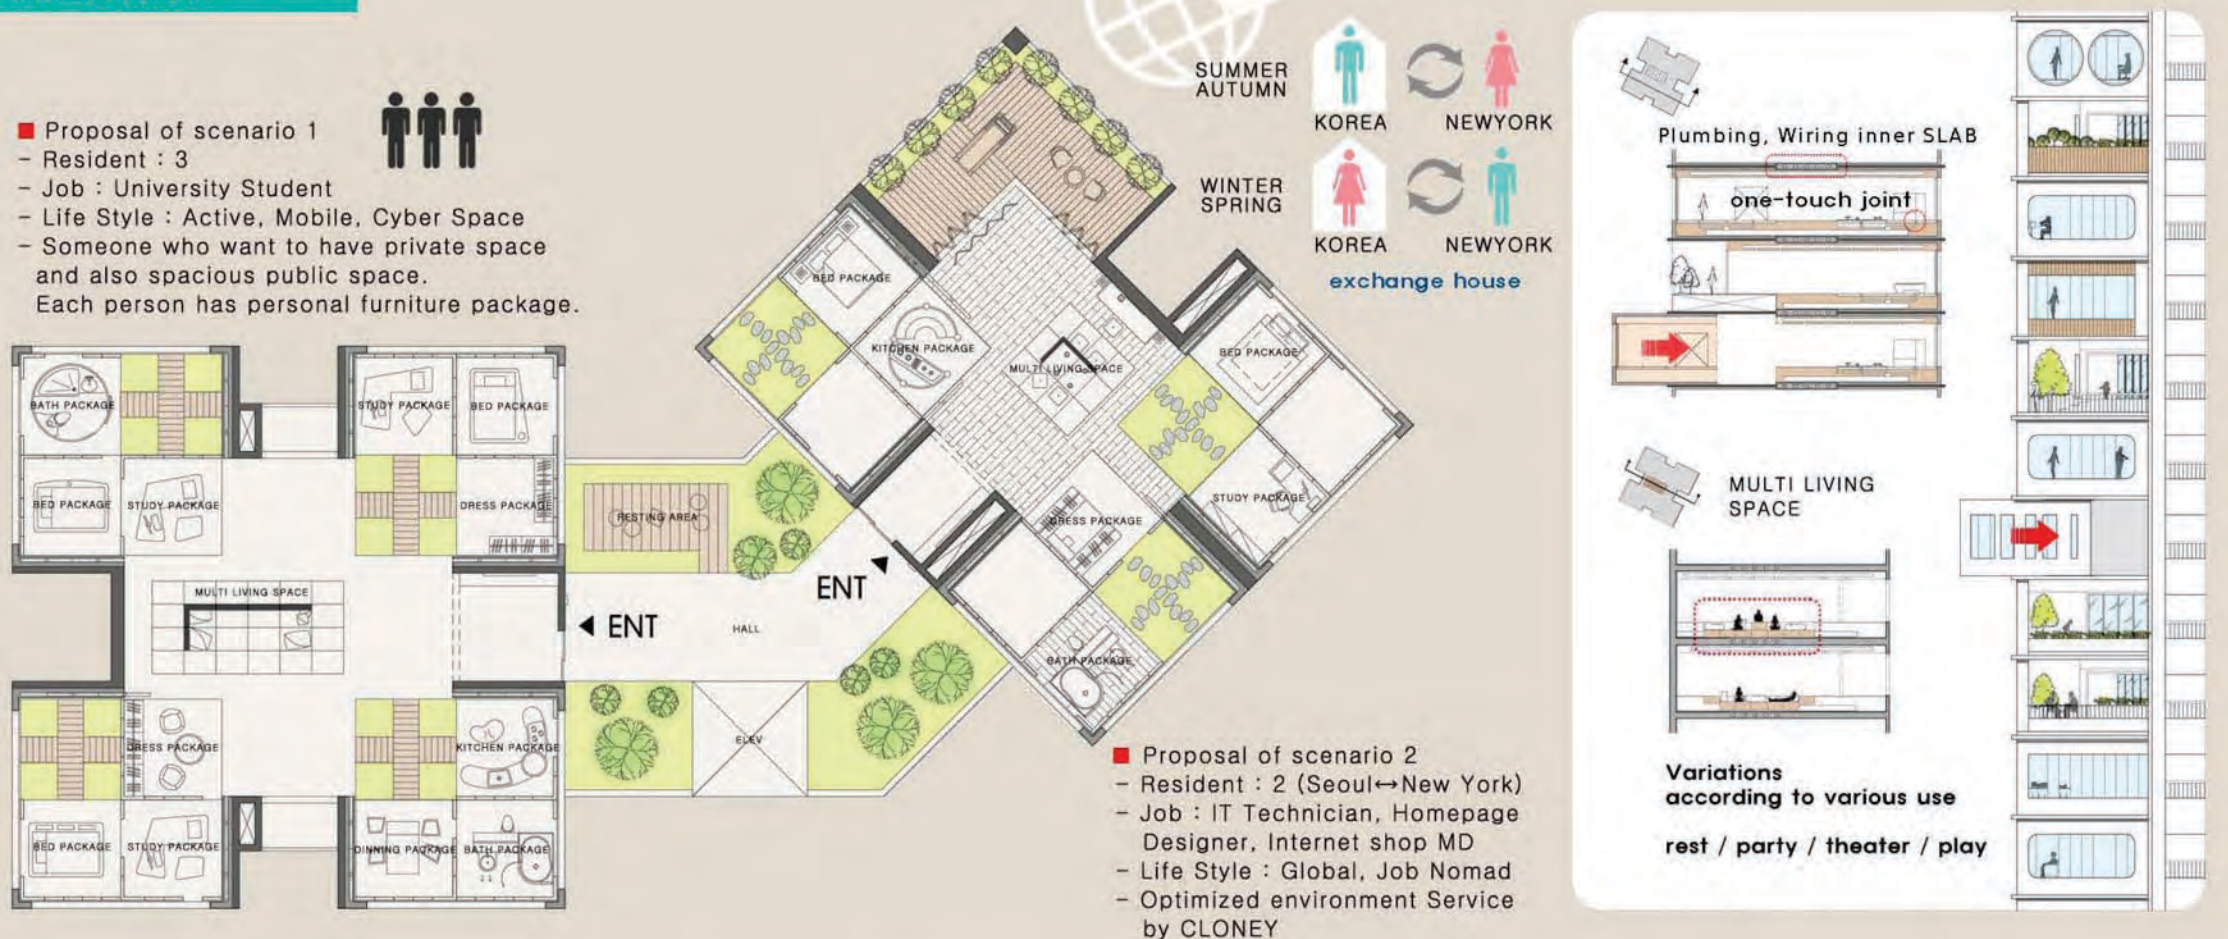 ■ Proposal of scenario 1
- Resident : 3
- Job : University Student
- Life Style : Active, Mobile, Cyber Space
- Someone who want to have private space
and also spacious public space.
Each person has personal furniture package.
BATH PACKAGE
STUDY PACKAGE
BED PACKAGE
BED PACKAGE
STUDY PACKAGE
DRESS PACKAGE
MULTI LIVING SPACE
DRESS PACKAGE
KITCHEN PACKAGE
BED PACKAGE
STUDY PACKAGE
DINNING PACKAGE
BATH PACKAGE
RESTING AREA
ENT
ENT
HALL
ELEV
BED PACKAGE
KITCHEN PACKAGE
MULTI LIVING SPACE
BED PACKAGE
STUDY PACKAGE
DRESS PACKAGE
BATH PACKAGE
SUMMER
AUTUMN
KOREA
NEWYORK
WINTER
SPRING
KOREA
NEWYORK
exchange house
■ Proposal of scenario 2
- Resident : 2 (Seoul↔New York)
- Job : IT Technician, Homepage
Designer, Internet shop MD
- Life Style : Global, Job Nomad
- Optimized environment Service
by CLONEY
Plumbing, Wiring inner SLAB
one-touch joint
MULTI LIVING
SPACE
Variations
according to various use
rest / party / theater / play